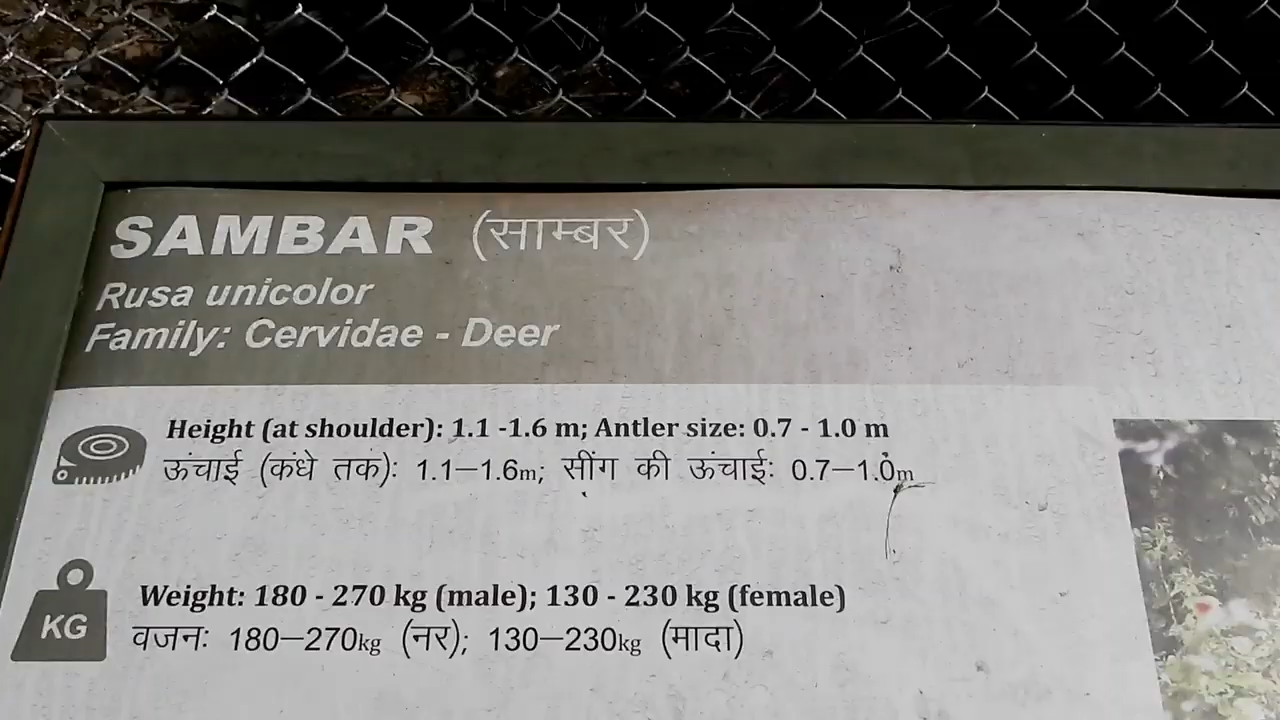 SAMBAR (साम्बर)
Rusa unicolor
Family: Cervidae - Deer
Height (at shoulder): 1.1 -1.6 m; Antler size: 0.7 - 1.0 m
ऊंचाई (कंधे तक): 1.1–1.6m; सींग की ऊंचाई: 0.7–1.0m
KG
Weight: 180 - 270 kg (male); 130 - 230 kg (female)
वजन: 180–270kg (नर); 130–230kg (मादा)